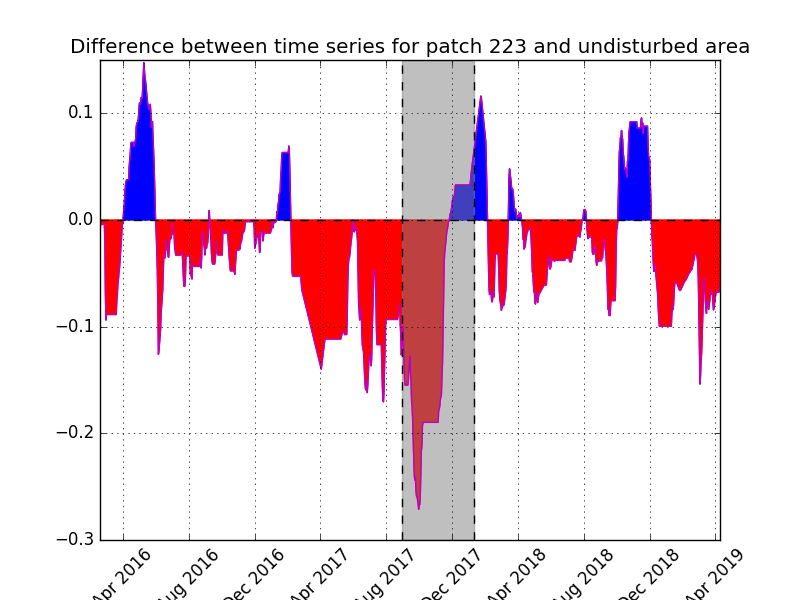 Difference between time series for patch 223 and undisturbed area
0.1
0.0
−0.1
−0.2
−0.3
Apr 2016
Aug 2016
Dec 2016
Apr 2017
Aug 2017
Dec 2017
Apr 2018
Aug 2018
Dec 2018
Apr 2019